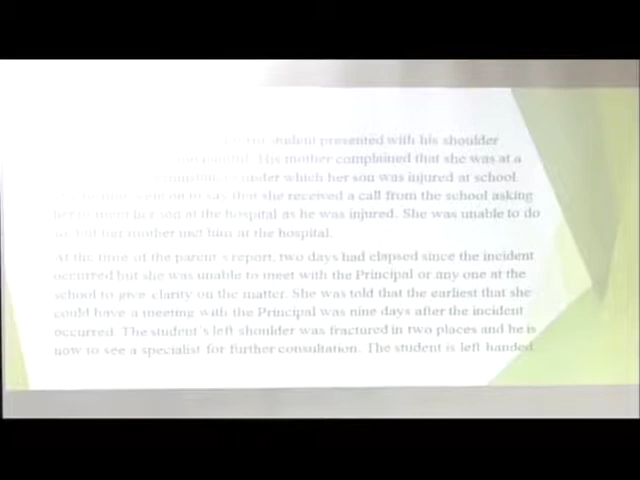 student presented with his shoulder
His mother complained that she was at a
under which her son was injured at school.
to say that she received a call from the school asking
her to meet her son at the hospital as he was injured. She was unable to do
so but her mother met him at the hospital.
At the time of the parent's report, two days had elapsed since the incident
occurred but she was unable to meet with the Principal or any one at the
school to give clarity on the matter. She was told that the earliest that she
could have a meeting with the Principal was nine days after the incident
occurred. The student's left shoulder was fractured in two places and he is
now to see a specialist for further consultation. The student is left handed